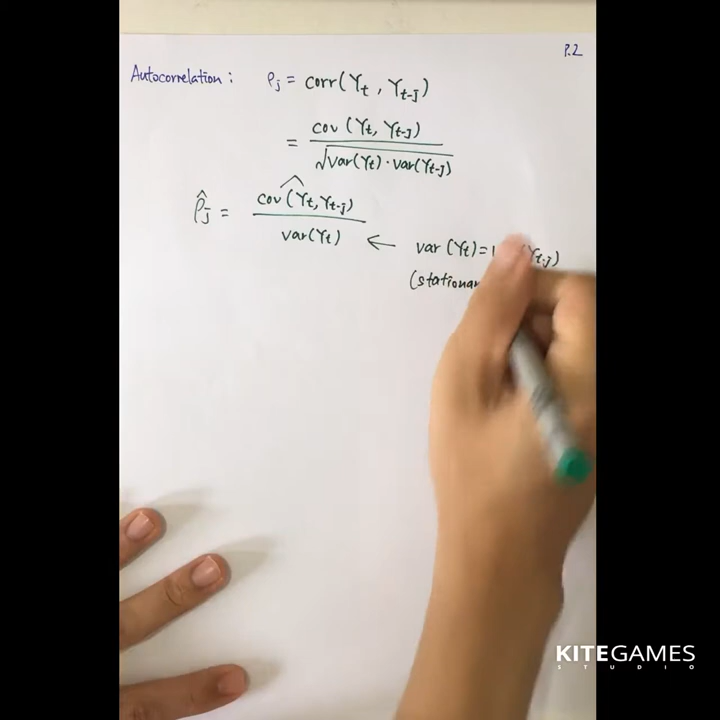 P.2
Autocorrelation : ρj = corr(Yt , Yt-j)
= cov (Yt, Yt-j) / √var(Yt) · var(Yt-j)
ρ̂j = cov^(Yt, Yt-j) / var(Yt) ← var (Yt) = (Yt-j)
KITEGAMES
STUDIO